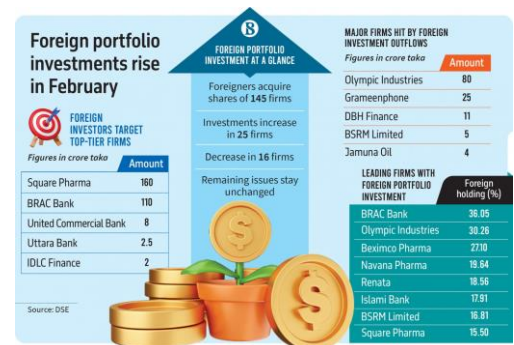 Foreign portfolio
investments rise
in February
FOREIGN
INVESTORS TARGET
TOP-TIER FIRMS
Figures in crore taka
Amount
Square Pharma 160
BRAC Bank 110
United Commercial Bank 8
Uttara Bank 2.5
IDLC Finance 2
Source: DSE
B
FOREIGN PORTFOLIO
INVESTMENT AT A GLANCE
Foreigners acquire
shares of 145 firms
Investments increase
in 25 firms
Decrease in 16 firms
Remaining issues stay
unchanged
MAJOR FIRMS HIT BY FOREIGN
INVESTMENT OUTFLOWS
Figures in crore taka
Amount
Olympic Industries 80
Grameenphone 25
DBH Finance 11
BSRM Limited 5
Jamuna Oil 4
LEADING FIRMS WITH
FOREIGN PORTFOLIO
INVESTMENT
Foreign
holding (%)
BRAC Bank 36.05
Olympic Industries 30.26
Beximco Pharma 27.10
Navana Pharma 19.64
Renata 18.56
Islami Bank 17.91
BSRM Limited 16.81
Square Pharma 15.50